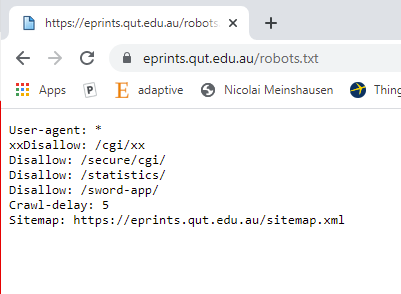 https://eprints.qut.edu.au/robots
eprints.qut.edu.au/robots.txt
Apps
P
E adaptive
Nicolai Meinshausen
Thing
User-agent: *
xxDisallow: /cgi/xx
Disallow: /secure/cgi/
Disallow: /statistics/
Disallow: /sword-app/
Crawl-delay: 5
Sitemap: https://eprints.qut.edu.au/sitemap.xml